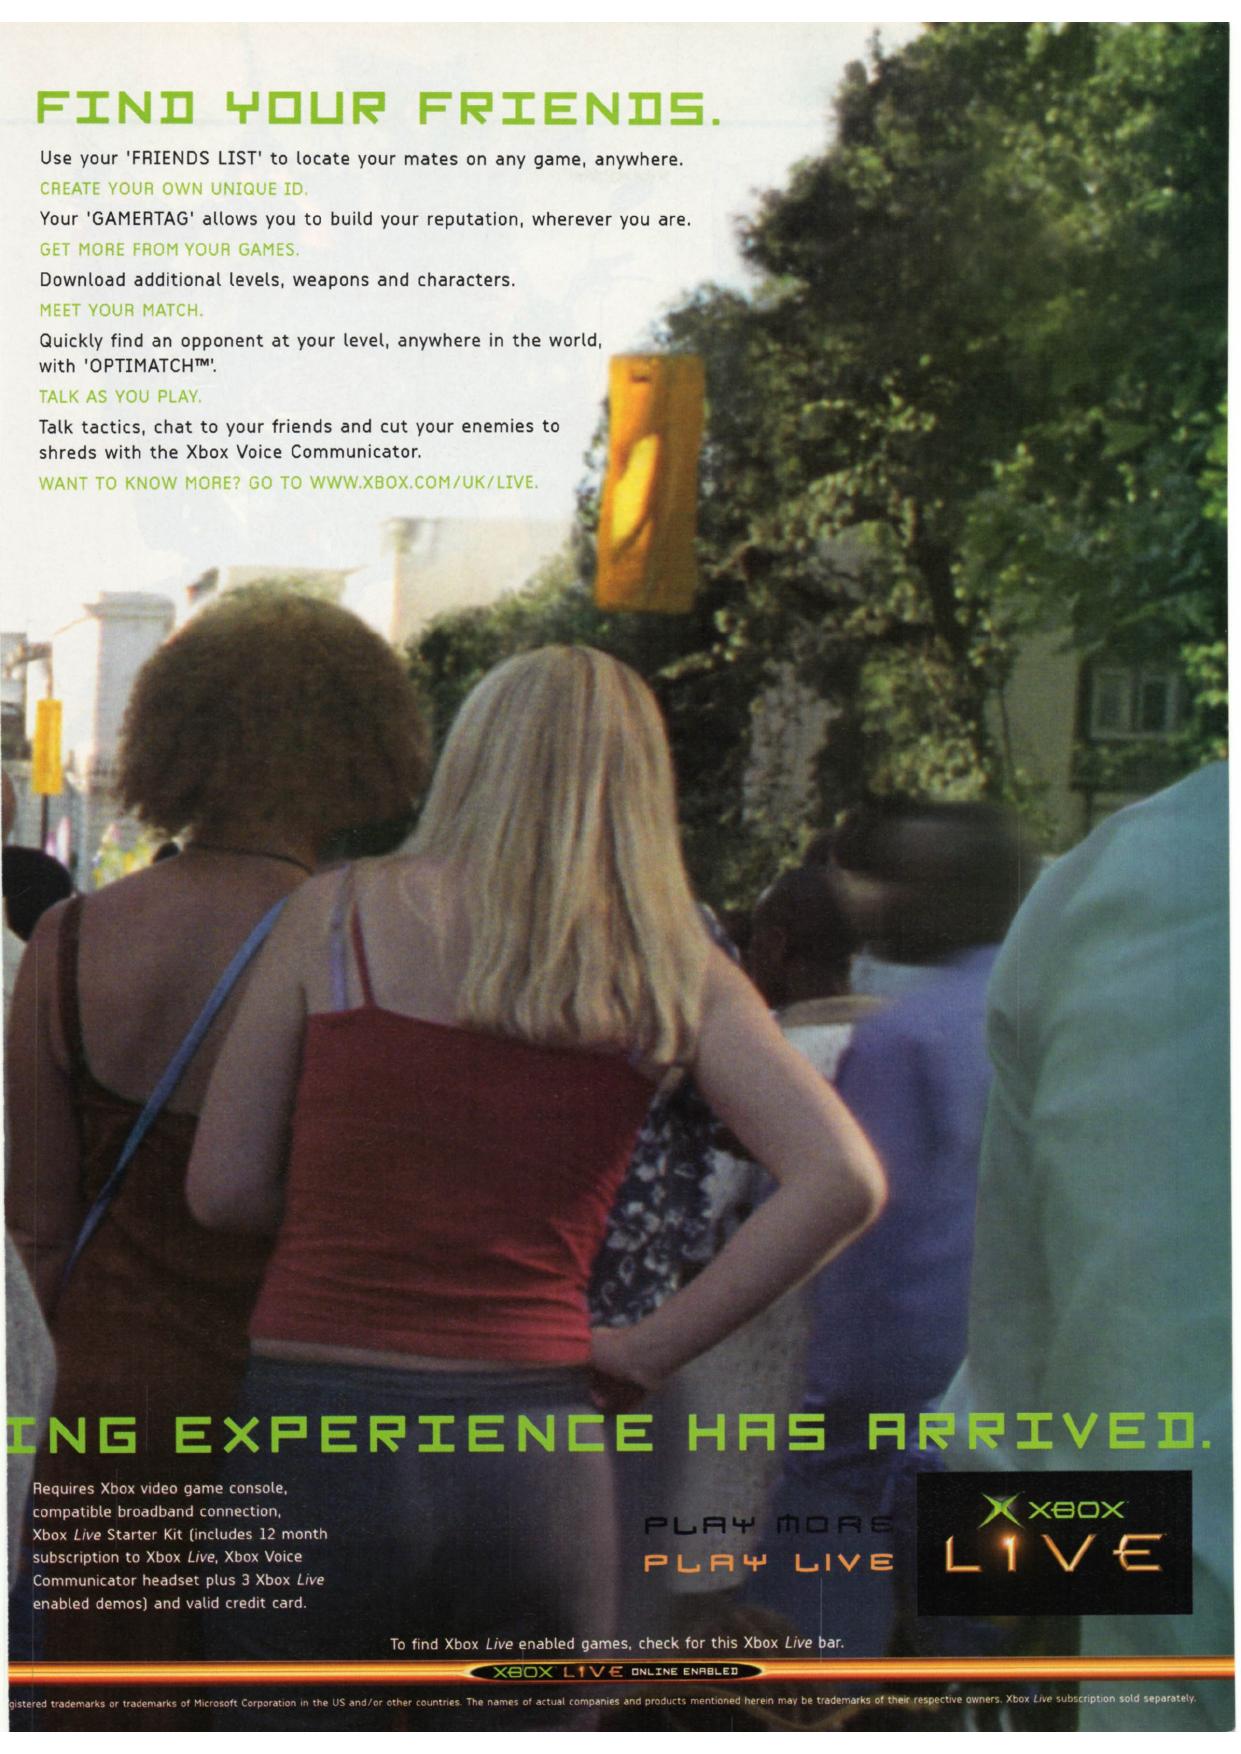 FIND YOUR FRIENDS.
Use your 'FRIENDS LIST' to locate your mates on any game, anywhere.
CREATE YOUR OWN UNIQUE ID.
Your 'GAMERTAG' allows you to build your reputation, wherever you are.
GET MORE FROM YOUR GAMES.
Download additional levels, weapons and characters.
MEET YOUR MATCH.
Quickly find an opponent at your level, anywhere in the world,
with 'OPTIMATCH™'.
TALK AS YOU PLAY.
Talk tactics, chat to your friends and cut your enemies to
shreds with the Xbox Voice Communicator.
WANT TO KNOW MORE? GO TO WWW.XBOX.COM/UK/LIVE.
ING EXPERIENCE HAS ARRIVED.
Requires Xbox video game console,
compatible broadband connection,
Xbox Live Starter Kit (includes 12 month
subscription to Xbox Live, Xbox Voice
Communicator headset plus 3 Xbox Live
enabled demos) and valid credit card.
PLAY MORE
PLAY LIVE
XBOX
LIVE
To find Xbox Live enabled games, check for this Xbox Live bar.
XBOX LIVE ONLINE ENABLED
gistered trademarks or trademarks of Microsoft Corporation in the US and/or other countries. The names of actual companies and products mentioned herein may be trademarks of their respective owners. Xbox Live subscription sold separately.